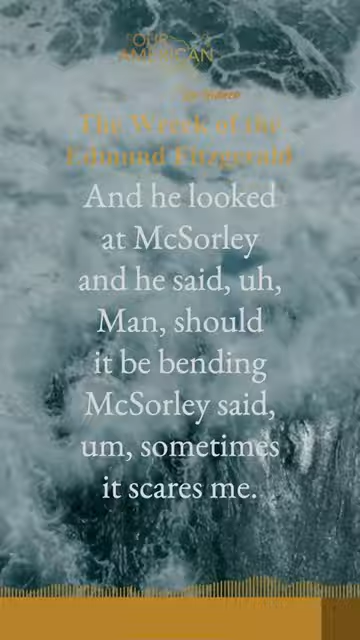 OUR
AMERICAN
The Wreck of the
Edmund Fitzgerald
And he looked
at McSorley
and he said, uh,
Man, should
it be bending
McSorley said,
um, sometimes
it scares me.